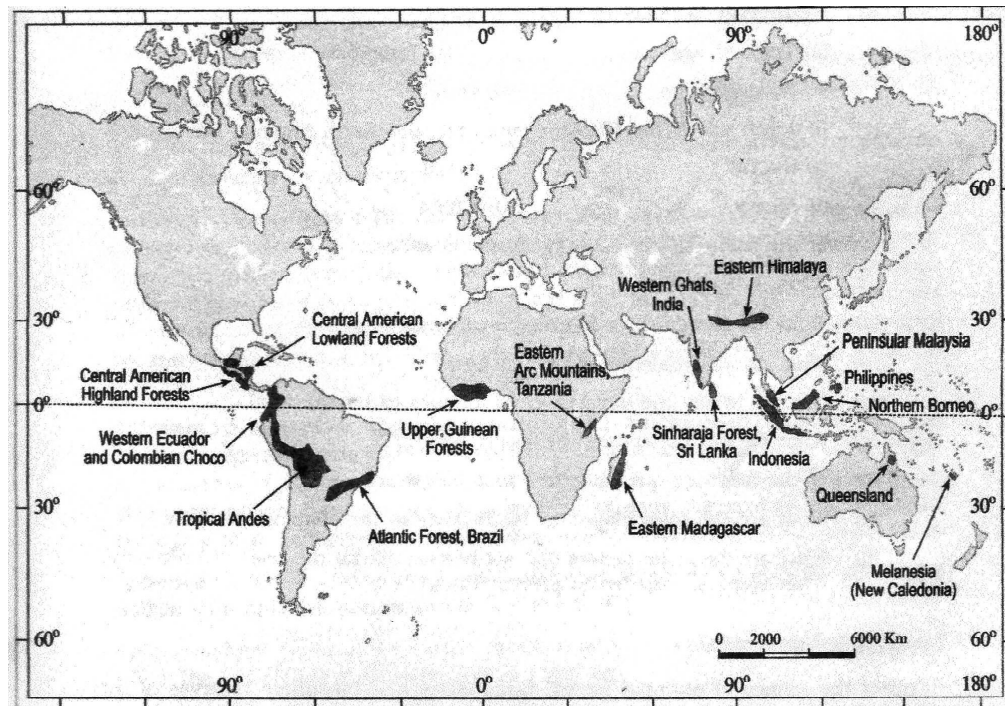 90°
0°
90°
180°
60°
60°
Eastern Himalaya
Western Ghats,
India
30°
30°
Central American
Lowland Forests
Peninsular Malaysia
Eastern
Arc Mountains,
Tanzania
Central American
Highland Forests
Philippines
0°
0°
Northern Borneo
Upper Guinean
Forests
Western Ecuador
and Colombian Choco
Sinharaja Forest,
Sri Lanka
Indonesia
Queensland
30°
30°
Tropical Andes
Atlantic Forest, Brazil
Eastern Madagascar
Melanesia
(New Caledonia)
60°
60°
0 2000 6000 Km
90°
0°
90°
180°